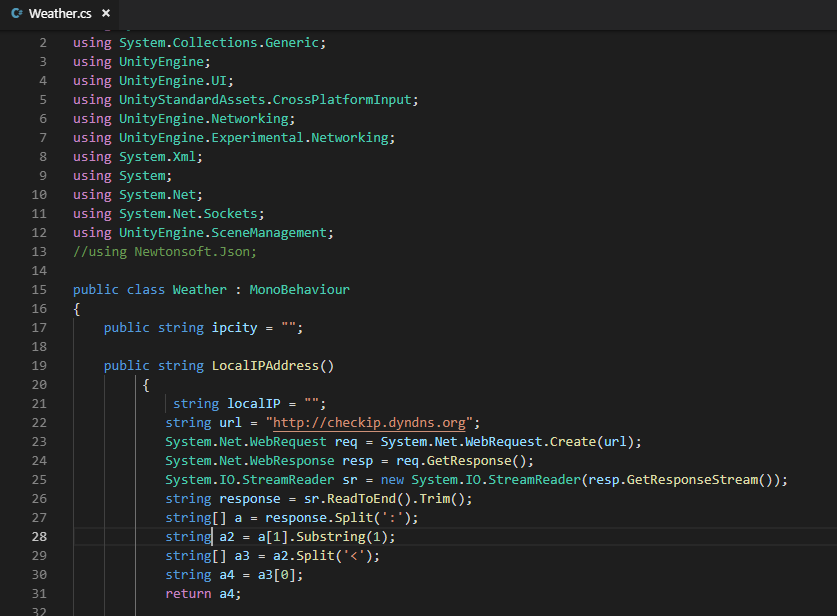 C# Weather.cs ×
2 using System.Collections.Generic;
3 using UnityEngine;
4 using UnityEngine.UI;
5 using UnityStandardAssets.CrossPlatformInput;
6 using UnityEngine.Networking;
7 using UnityEngine.Experimental.Networking;
8 using System.Xml;
9 using System;
10 using System.Net;
11 using System.Net.Sockets;
12 using UnityEngine.SceneManagement;
13 //using Newtonsoft.Json;
14
15 public class Weather : MonoBehaviour
16 {
17 public string ipcity = "";
18
19 public string LocalIPAddress()
20 {
21 string localIP = "";
22 string url = "http://checkip.dyndns.org";
23 System.Net.WebRequest req = System.Net.WebRequest.Create(url);
24 System.Net.WebResponse resp = req.GetResponse();
25 System.IO.StreamReader sr = new System.IO.StreamReader(resp.GetResponseStream());
26 string response = sr.ReadToEnd().Trim();
27 string[] a = response.Split(':');
28 string a2 = a[1].Substring(1);
29 string[] a3 = a2.Split('<');
30 string a4 = a3[0];
31 return a4;
32